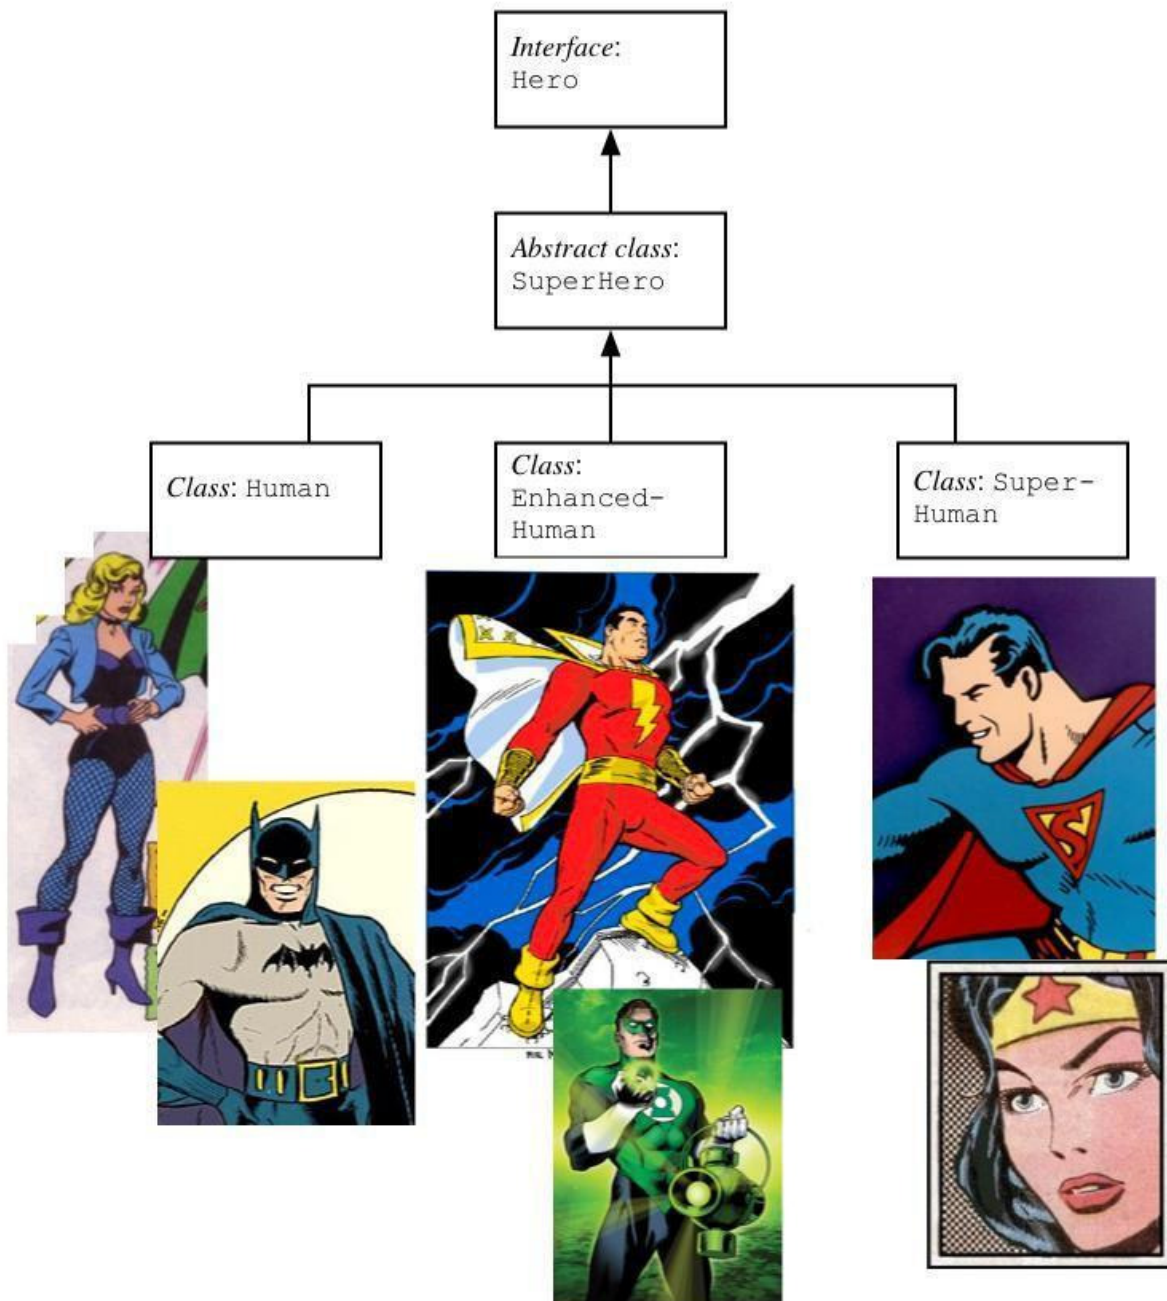 Interface:
Hero
Abstract class:
SuperHero
Class: Human
Class:
Enhanced-
Human
Class: Super-
Human
S